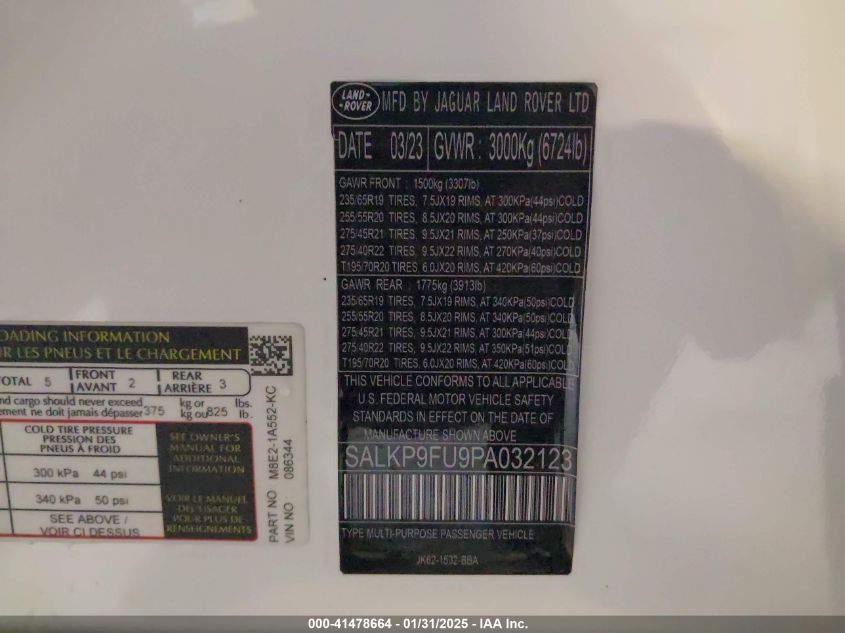 LAND-
-ROVER
MFD BY JAGUAR LAND ROVER LTD
DATE 03/23 GVWR : 3000Kg (6724lb)
GAWR FRONT : 1500kg (3307lb)
235/65R19 TIRES, 7.5JX19 RIMS, AT 300KPa(44psi)COLD
255/55R20 TIRES, 8.5JX20 RIMS, AT 300KPa(44psi)COLD
275/45R21 TIRES, 9.5JX21 RIMS, AT 250KPa(37psi)COLD
275/40R22 TIRES, 9.5JX22 RIMS, AT 270KPa(40psi)COLD
T195/70R20 TIRES, 6.0JX20 RIMS, AT 420KPa(60psi)COLD
GAWR REAR : 1775kg (3913lb)
235/65R19 TIRES, 7.5JX19 RIMS, AT 340KPa(50psi)COLD
255/55R20 TIRES, 8.5JX20 RIMS, AT 340KPa(50psi)COLD
275/45R21 TIRES, 9.5JX21 RIMS, AT 300KPa(44psi)COLD
275/40R22 TIRES, 9.5JX22 RIMS, AT 350KPa(51psi)COLD
T195/70R20 TIRES, 6.0JX20 RIMS, AT 420KPa(60psi)COLD
THIS VEHICLE CONFORMS TO ALL APPLICABLE
U.S. FEDERAL MOTOR VEHICLE SAFETY
STANDARDS IN EFFECT ON THE DATE OF
MANUFACTURE SHOWN ABOVE
SALKP9FU9PA032123
TYPE MULTI-PURPOSE PASSENGER VEHICLE
JK62-1532-BBA
OADING INFORMATION
R LES PNEUS ET LE CHARGEMENT
OTAL 5
FRONT
AVANT 2
REAR
ARRIÈRE 3
nd cargo should never exceed
ement ne doit jamais dépasser
375
kg or
kg ou
825
lbs.
lb.
COLD TIRE PRESSURE
PRESSION DES
PNEUS À FROID
300 kPa 44 psi
340 kPa 50 psi
SEE ABOVE /
VOIR CI DESSUS
SEE OWNER'S
MANUAL FOR
ADDITIONAL
INFORMATION
VOIR LE MANUEL
DE L'USAGER
POUR PLUS DE
RENSEIGNEMENTS
PART NO M8E2-1A552-KC
VIN NO 086344
000-41478664 - 01/31/2025 - IAA Inc.